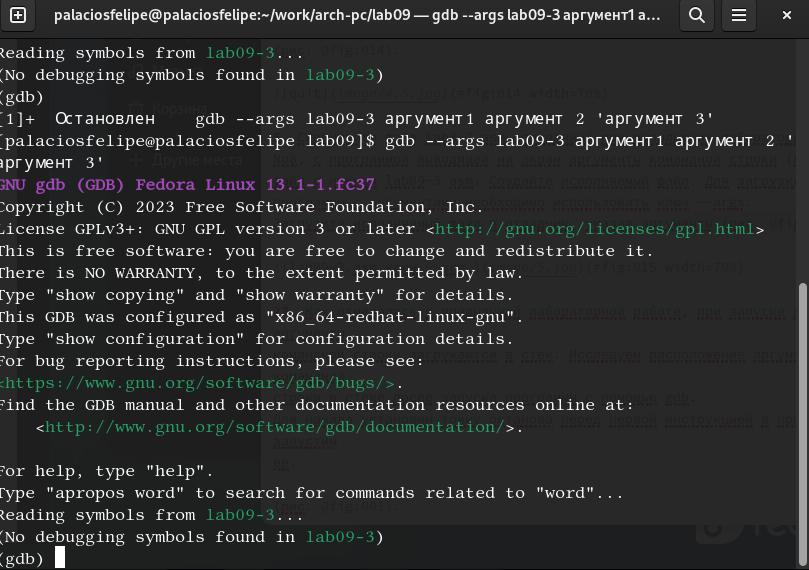 palaciosfelipe@palaciosfelipe:~/work/arch-pc/lab09 — gdb --args lab09-3 аргумент1 а...
Reading symbols from lab09-3...
(No debugging symbols found in lab09-3)
(gdb)
[1]+  Остановлен    gdb --args lab09-3 аргумент1 аргумент 2 'аргумент 3'
[palaciosfelipe@palaciosfelipe lab09]$ gdb --args lab09-3 аргумент1 аргумент 2 '
аргумент 3'
GNU gdb (GDB) Fedora Linux 13.1-1.fc37
Copyright (C) 2023 Free Software Foundation, Inc.
License GPLv3+: GNU GPL version 3 or later <http://gnu.org/licenses/gpl.html>
This is free software: you are free to change and redistribute it.
There is NO WARRANTY, to the extent permitted by law.
Type "show copying" and "show warranty" for details.
This GDB was configured as "x86_64-redhat-linux-gnu".
Type "show configuration" for configuration details.
For bug reporting instructions, please see:
<https://www.gnu.org/software/gdb/bugs/>.
Find the GDB manual and other documentation resources online at:
    <http://www.gnu.org/software/gdb/documentation/>.
For help, type "help".
Type "apropos word" to search for commands related to "word"...
Reading symbols from lab09-3...
(No debugging symbols found in lab09-3)
(gdb)